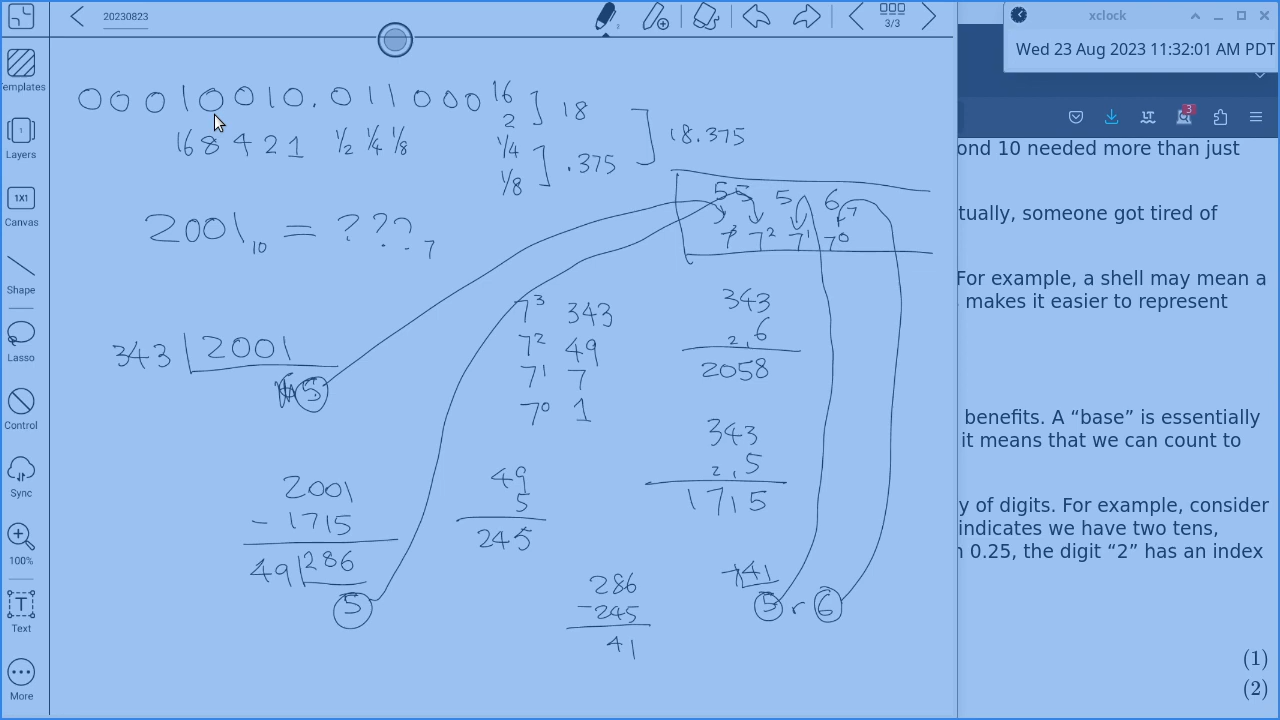 20230823
3/3
xclock
Wed 23 Aug 2023 11:32:01 AM PDT
Templates
Layers
1X1
Canvas
Shape
Lasso
Control
Sync
100%
Text
More
LT
3
00010010.011000
16 8 4 2 1 1/2 1/4 1/8
16
2
] 18
1/4
1/8
] .375
] 18.375
2001₁₀ = ???₇
5 5 5 6
7³ 7² 7¹ 7⁰
343 | 2001
5
7³ 343
7² 49
7¹ 7
7⁰ 1
343
2,6
2058
343
2,5
1715
2001
- 1715
49|286
5
49
5
245
286
-245
41
7|41
5 r 6
ond 10 needed more than just
tually, someone got tired of
For example, a shell may mean a
makes it easier to represent
benefits. A “base” is essentially
it means that we can count to
y of digits. For example, consider
indicates we have two tens,
n 0.25, the digit “2” has an index
(1)
(2)